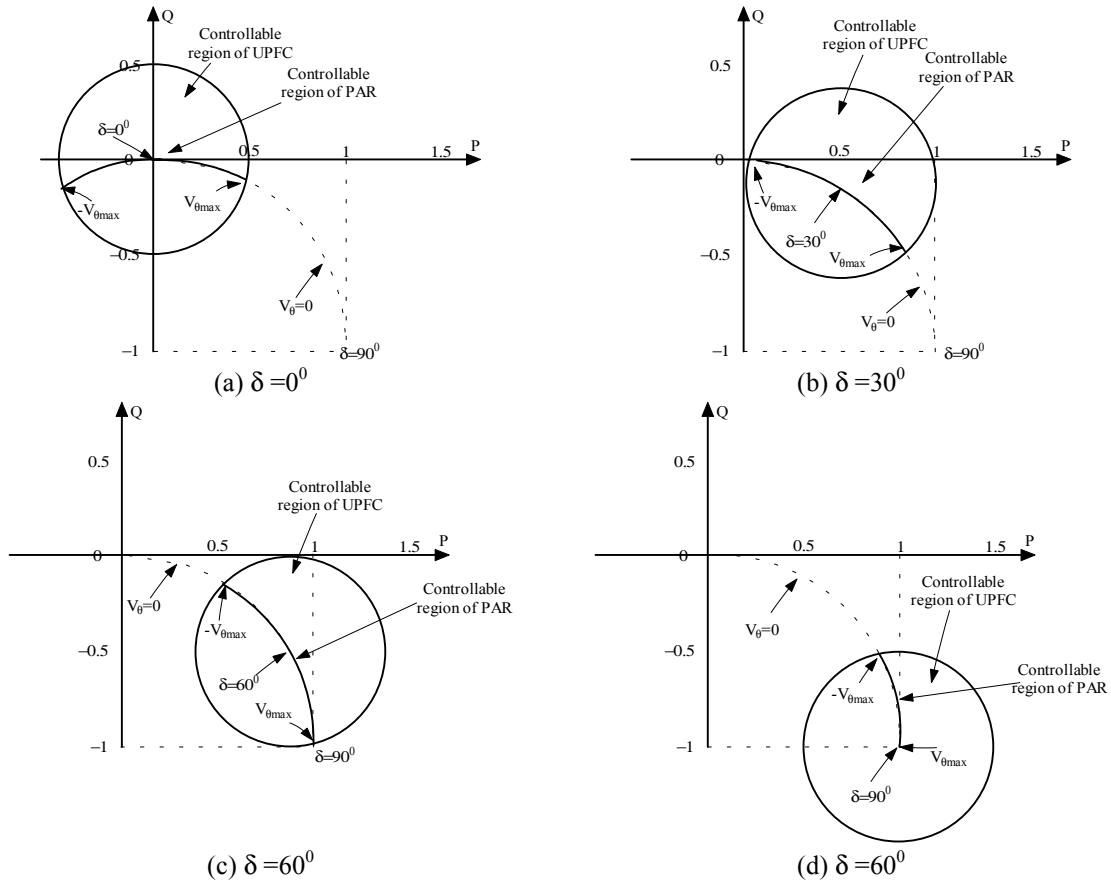 Q
Controllable
region of UPFC
Controllable
region of PAR
0.5
δ=0⁰
0
0.5
1
1.5
P
-Vθmax
Vθmax
−0.5
Vθ=0
−1
δ=90⁰
(a) δ =0⁰
Q
Controllable
region of UPFC
Controllable
region of PAR
0.5
0
0.5
1
1.5
P
-Vθmax
δ=30⁰
Vθmax
−0.5
Vθ=0
−1
δ=90⁰
(b) δ =30⁰
Q
0.5
Controllable
region of UPFC
0
0.5
1
1.5
P
Vθ=0
Controllable
region of PAR
-Vθmax
−0.5
δ=60⁰
Vθmax
−1
δ=90⁰
(c) δ =60⁰
Q
0.5
0
0.5
1
1.5
P
Controllable
region of UPFC
Vθ=0
−0.5
-Vθmax
Controllable
region of PAR
−1
Vθmax
δ=90⁰
(d) δ =60⁰